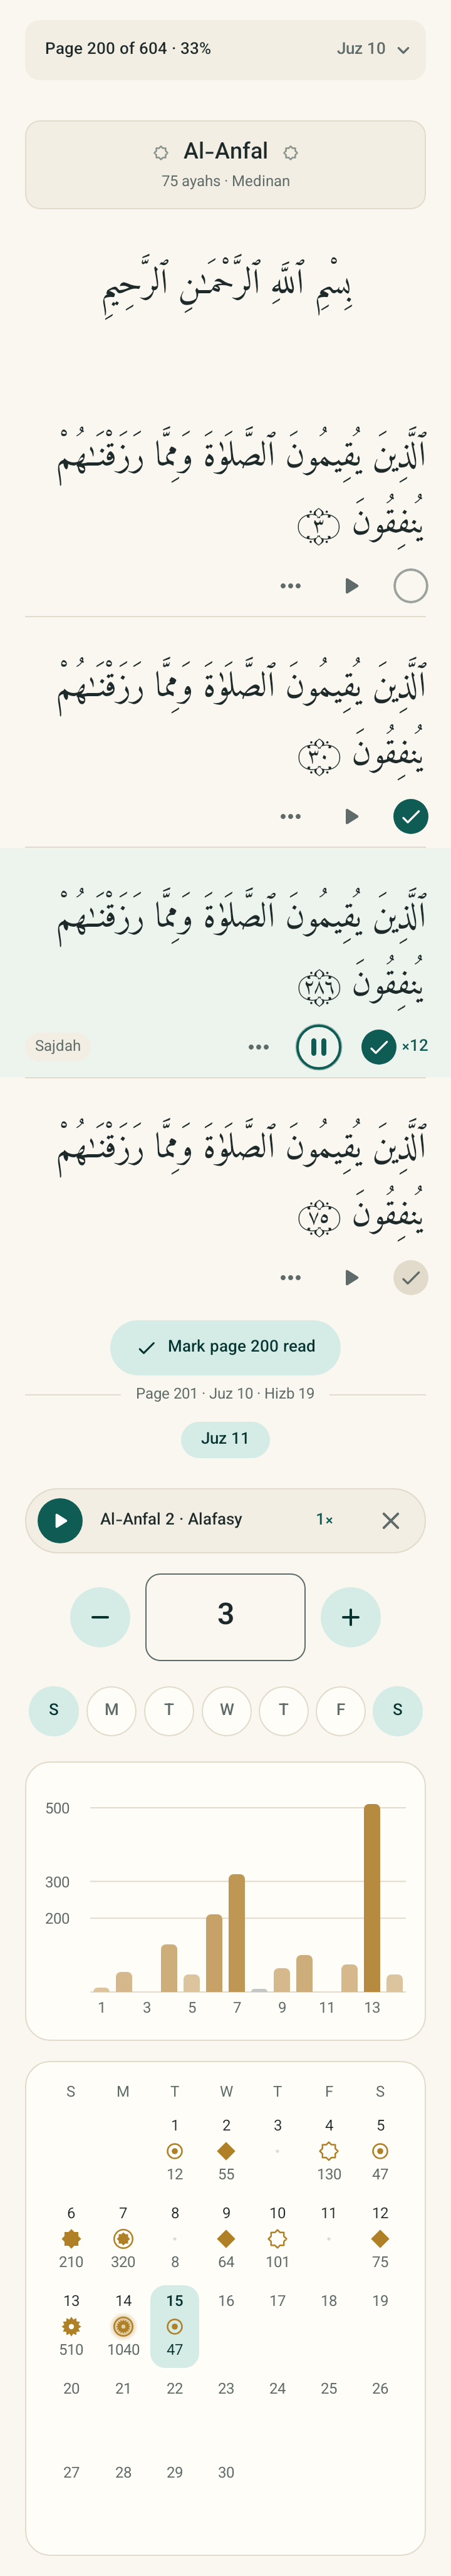 Page 200 of 604 · 33%
Juz 10
Al-Anfal
75 ayahs · Medinan
بِسْمِ ٱللَّهِ ٱلرَّحْمَـٰنِ ٱلرَّحِيمِ
ٱلَّذِينَ يُقِيمُونَ ٱلصَّلَوٰةَ وَمِمَّا رَزَقْنَـٰهُمْ
يُنفِقُونَ ٣
ٱلَّذِينَ يُقِيمُونَ ٱلصَّلَوٰةَ وَمِمَّا رَزَقْنَـٰهُمْ
يُنفِقُونَ ٣٠
ٱلَّذِينَ يُقِيمُونَ ٱلصَّلَوٰةَ وَمِمَّا رَزَقْنَـٰهُمْ
يُنفِقُونَ ٢٨٦
Sajdah
×12
ٱلَّذِينَ يُقِيمُونَ ٱلصَّلَوٰةَ وَمِمَّا رَزَقْنَـٰهُمْ
يُنفِقُونَ ٧٥
Mark page 200 read
Page 201 · Juz 10 · Hizb 19
Juz 11
Al-Anfal 2 · Alafasy 1×
3
S M T W T F S
500
300
200
1 3 5 7 9 11 13
S M T W T F S
1 2 3 4 5
12 55 130 47
6 7 8 9 10 11 12
210 320 8 64 101 75
13 14 15 16 17 18 19
510 1040 47
20 21 22 23 24 25 26
27 28 29 30